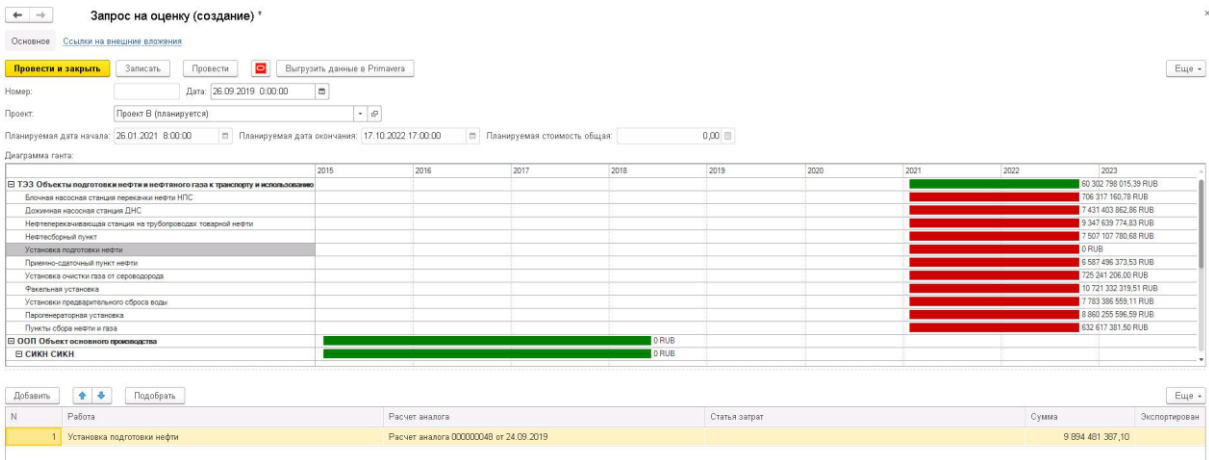 Запрос на оценку (создание) *
Основное Ссылки на внешние вложения
Провести и закрыть Записать Провести Выгрузить данные в Primavera Еще
Номер: Дата: 26.09.2019 0:00:00
Проект: Проект В (планируется)
Планируемая дата начала: 26.01.2021 8:00:00 Планируемая дата окончания: 17.10.2022 17:00:00 Планируемая стоимость общая: 0,00
Диаграмма ганта:
2015 2016 2017 2018 2019 2020 2021 2022 2023
ТЭЗ Объекты подготовки нефти и нефтяного газа к транспорту и использованию 60 302 798 015,39 RUB
Блочная насосная станция перекачки нефти НПС 706 317 160,78 RUB
Дожимная насосная станция ДНС 7 431 403 862,86 RUB
Нефтеперекачивающая станция на трубопроводах товарной нефти 9 347 639 774,83 RUB
Нефтесборный пункт 7 507 107 780,68 RUB
Установка подготовки нефти 0 RUB
Приемно-сдаточный пункт нефти 6 587 496 373,53 RUB
Установка очистки газа от сероводорода 725 241 206,00 RUB
Факельная установка 10 721 332 319,51 RUB
Установки предварительного сброса воды 7 783 386 559,11 RUB
Парогенераторная установка 8 860 255 596,59 RUB
Пункты сбора нефти и газа 632 617 381,50 RUB
ООП Объект основного производства 0 RUB
СИКН СИКН 0 RUB
Добавить Подобрать Еще
N Работа Расчет аналога Статья затрат Сумма Экспортирован
1 Установка подготовки нефти Расчет аналога 000000048 от 24.09.2019 9 894 481 387,10